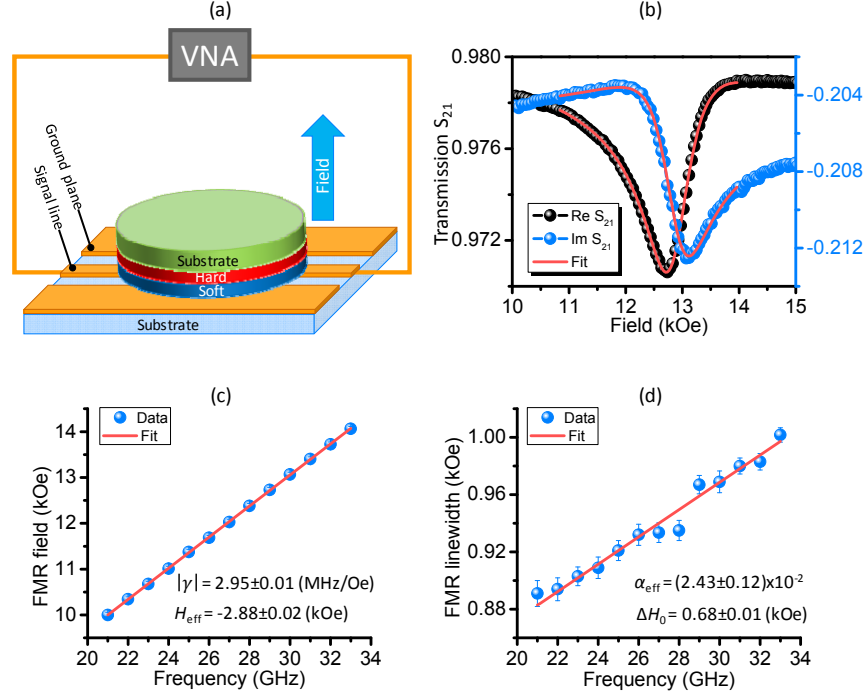 (a)
VNA
Ground plane
Signal line
Field
Substrate
Hard
Soft
Substrate
(b)
Transmission S21
0.980
0.976
0.972
-0.204
-0.208
-0.212
Re S21
Im S21
Fit
10 11 12 13 14 15
Field (kOe)
(c)
FMR field (kOe)
14
13
12
11
10
Data
Fit
|γ| = 2.95±0.01 (MHz/Oe)
Heff = -2.88±0.02 (kOe)
20 22 24 26 28 30 32 34
Frequency (GHz)
(d)
FMR linewidth (kOe)
1.00
0.96
0.92
0.88
Data
Fit
αeff = (2.43±0.12)x10-2
ΔH0 = 0.68±0.01 (kOe)
20 22 24 26 28 30 32 34
Frequency (GHz)